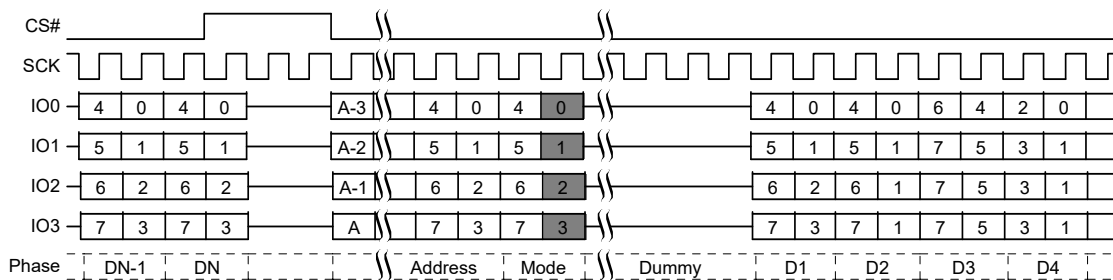 CS#
SCK
IO0 4 0 4 0 A-3 4 0 4 0 4 0 4 0 6 4 2 0
IO1 5 1 5 1 A-2 5 1 5 1 5 1 5 1 7 5 3 1
IO2 6 2 6 2 A-1 6 2 6 2 6 2 6 1 7 5 3 1
IO3 7 3 7 3 A 7 3 7 3 7 3 7 1 7 5 3 1
Phase DN-1 DN Address Mode Dummy D1 D2 D3 D4